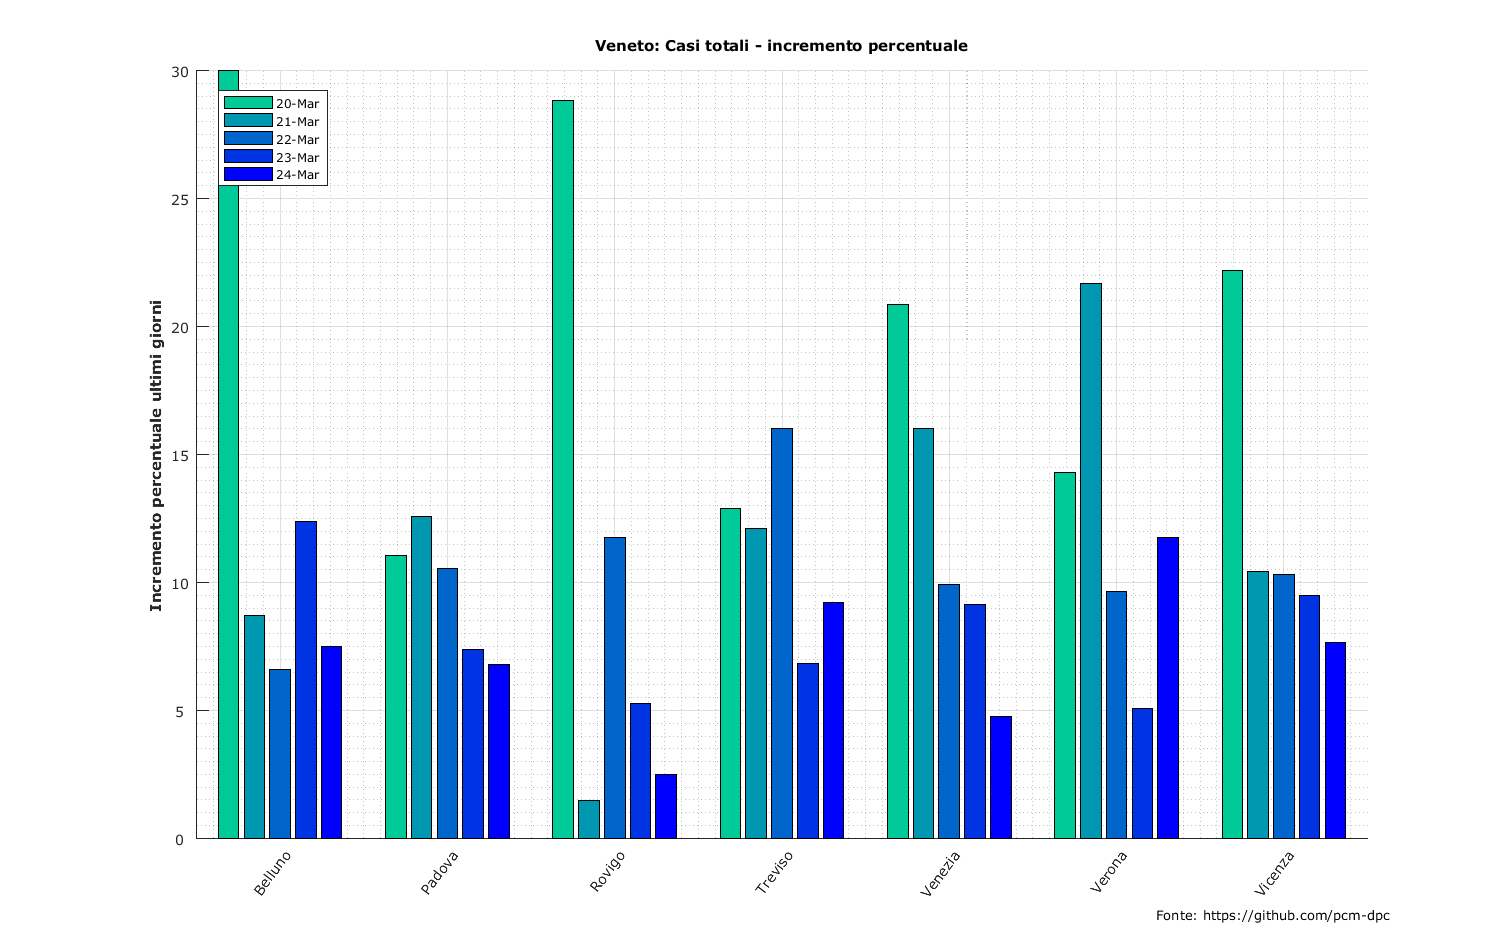 Veneto: Casi totali - incremento percentuale
Incremento percentuale ultimi giorni
30
25
20
15
10
5
0
20-Mar
21-Mar
22-Mar
23-Mar
24-Mar
Belluno
Padova
Rovigo
Treviso
Venezia
Verona
Vicenza
Fonte: https://github.com/pcm-dpc